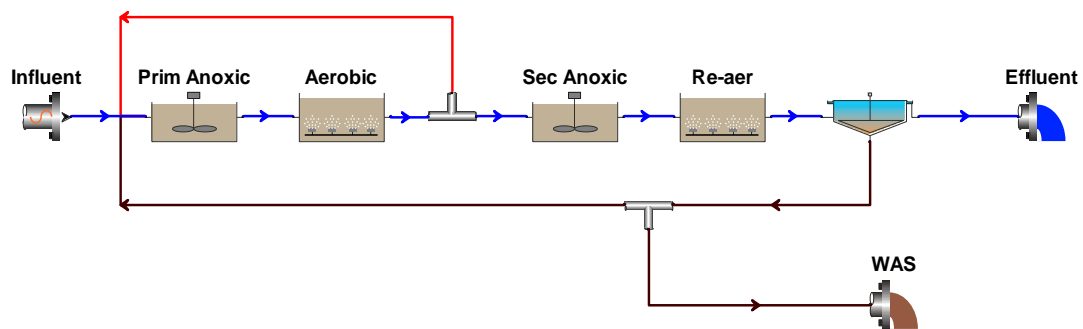 Influent
Prim Anoxic
Aerobic
Sec Anoxic
Re-aer
Effluent
WAS